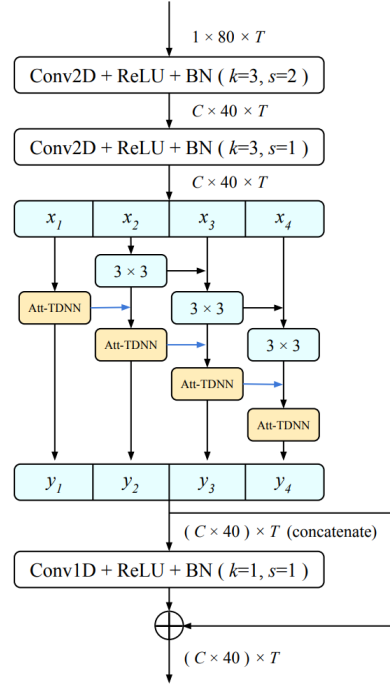 1 × 80 × T
Conv2D + ReLU + BN ( k=3, s=2 )
C × 40 × T
Conv2D + ReLU + BN ( k=3, s=1 )
C × 40 × T
x1 x2 x3 x4
3 × 3
Att-TDNN 3 × 3
Att-TDNN 3 × 3
Att-TDNN
Att-TDNN
y1 y2 y3 y4
( C × 40 ) × T (concatenate)
Conv1D + ReLU + BN ( k=1, s=1 )
( C × 40 ) × T